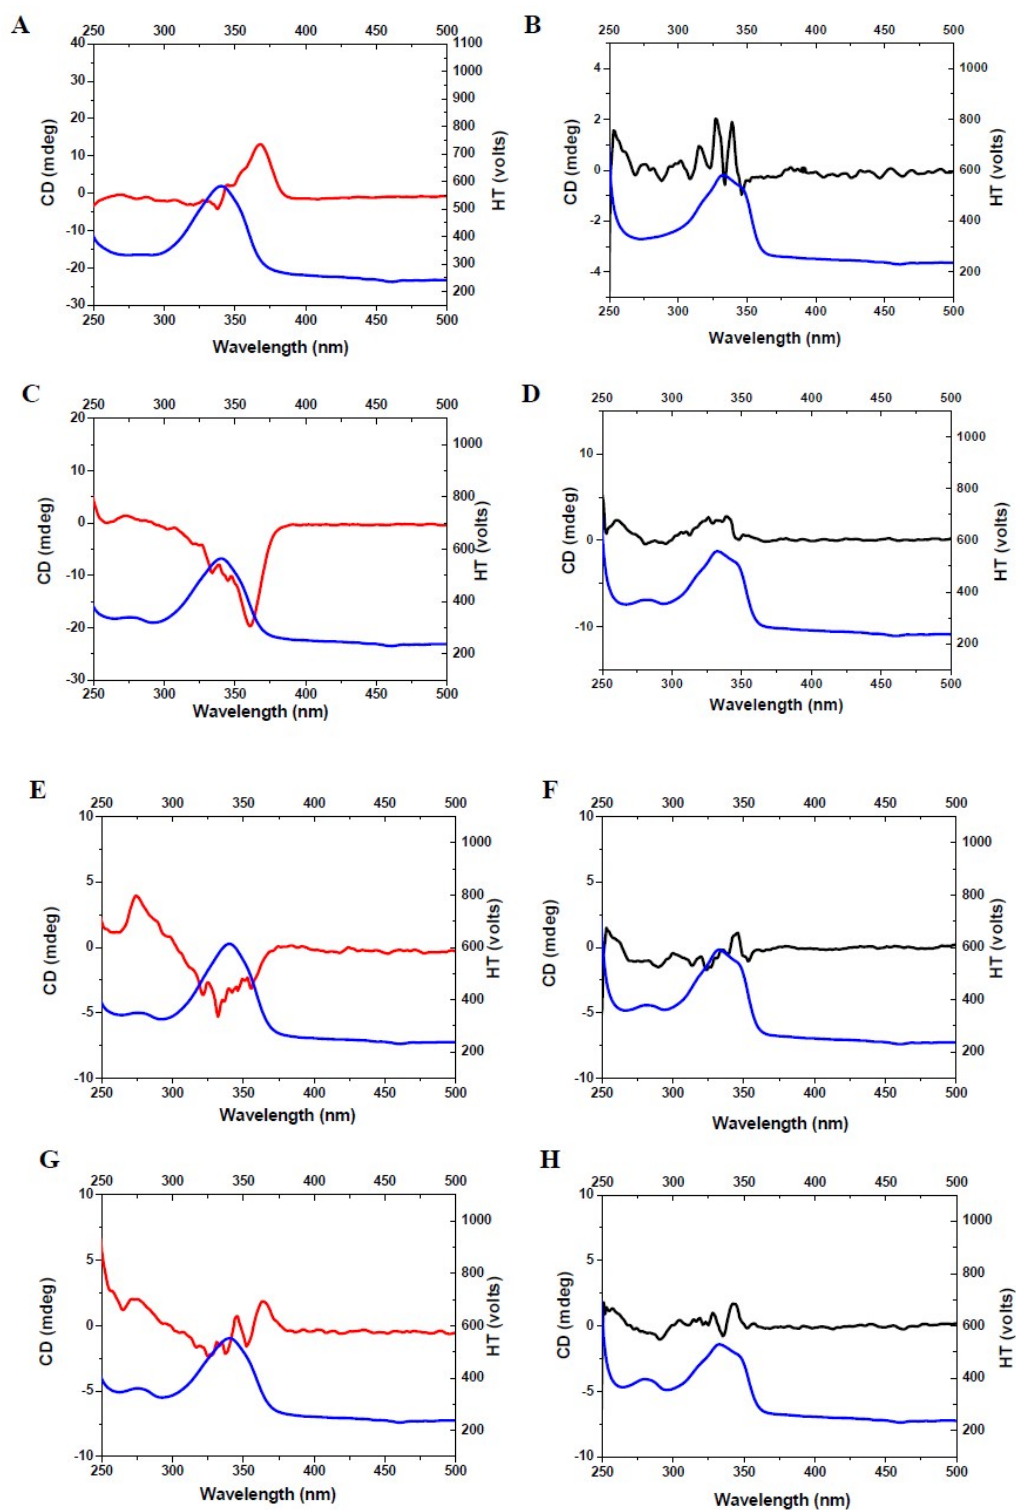 A
250 300 350 400 450 500
40 30 20 10 0 -10 -20 -30
CD (mdeg)
1100 1000 900 800 700 600 500 400 300 200
HT (volts)
250 300 350 400 450 500
Wavelength (nm)
B
250 300 350 400 450 500
4 2 0 -2 -4
CD (mdeg)
1000 800 600 400 200
HT (volts)
250 300 350 400 450 500
Wavelength (nm)
C
250 300 350 400 450 500
20 10 0 -10 -20 -30
CD (mdeg)
1000 800 600 400 200
HT (volts)
250 300 350 400 450 500
Wavelength (nm)
D
250 300 350 400 450 500
10 0 -10
CD (mdeg)
1000 800 600 400 200
HT (volts)
250 300 350 400 450 500
Wavelength (nm)
E
250 300 350 400 450 500
10 5 0 -5 -10
CD (mdeg)
1000 800 600 400 200
HT (volts)
250 300 350 400 450 500
Wavelength (nm)
F
250 300 350 400 450 500
10 5 0 -5 -10
CD (mdeg)
1000 800 600 400 200
HT (volts)
250 300 350 400 450 500
Wavelength (nm)
G
250 300 350 400 450 500
10 5 0 -5 -10
CD (mdeg)
1000 800 600 400 200
HT (volts)
250 300 350 400 450 500
Wavelength (nm)
H
250 300 350 400 450 500
10 5 0 -5 -10
CD (mdeg)
1000 800 600 400 200
HT (volts)
250 300 350 400 450 500
Wavelength (nm)